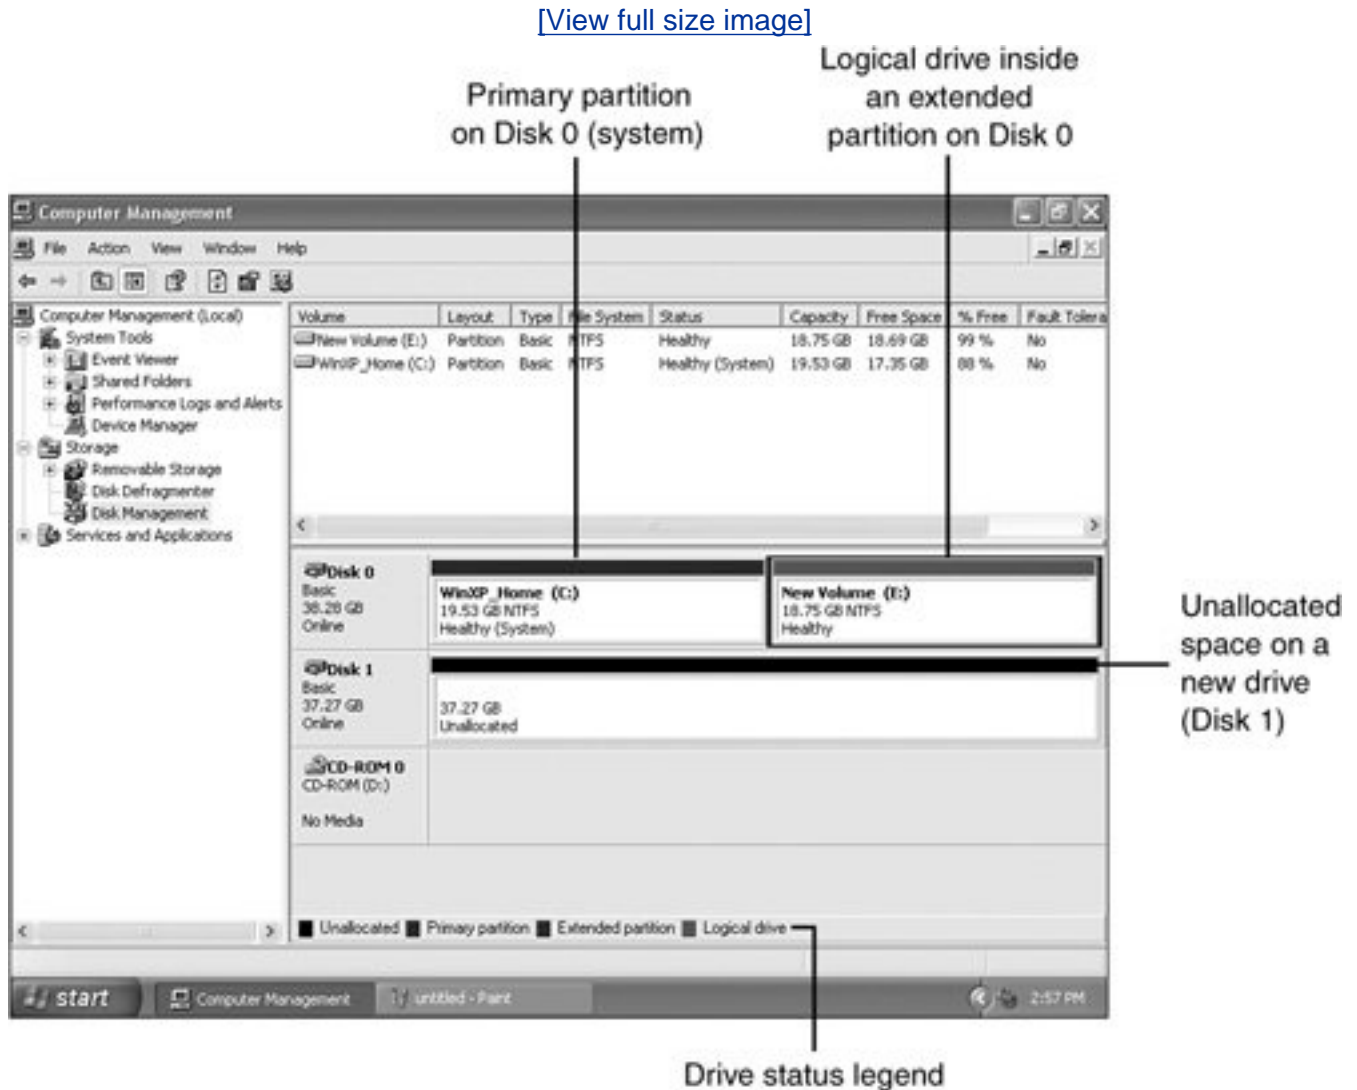 [View full size image]
Primary partition
on Disk 0 (system)
Logical drive inside
an extended
partition on Disk 0
Computer Management
File Action View Window Help
Computer Management (Local)
System Tools
Event Viewer
Shared Folders
Performance Logs and Alerts
Device Manager
Storage
Removable Storage
Disk Defragmenter
Disk Management
Services and Applications
Volume Layout Type File System Status Capacity Free Space % Free Fault Tolera
New Volume (E:) Partition Basic NTFS Healthy 18.75 GB 18.69 GB 99 % No
WinXP_Home (C:) Partition Basic NTFS Healthy (System) 19.53 GB 17.35 GB 88 % No
Disk 0
Basic
38.28 GB
Online
WinXP_Home (C:)
19.53 GB NTFS
Healthy (System)
New Volume (E:)
18.75 GB NTFS
Healthy
Disk 1
Basic
37.27 GB
Online
37.27 GB
Unallocated
Unallocated
space on a
new drive
(Disk 1)
CD-ROM 0
CD-ROM (D:)
No Media
Unallocated Primary partition Extended partition Logical drive
start Computer Management untitled - Paint 2:57 PM
Drive status legend